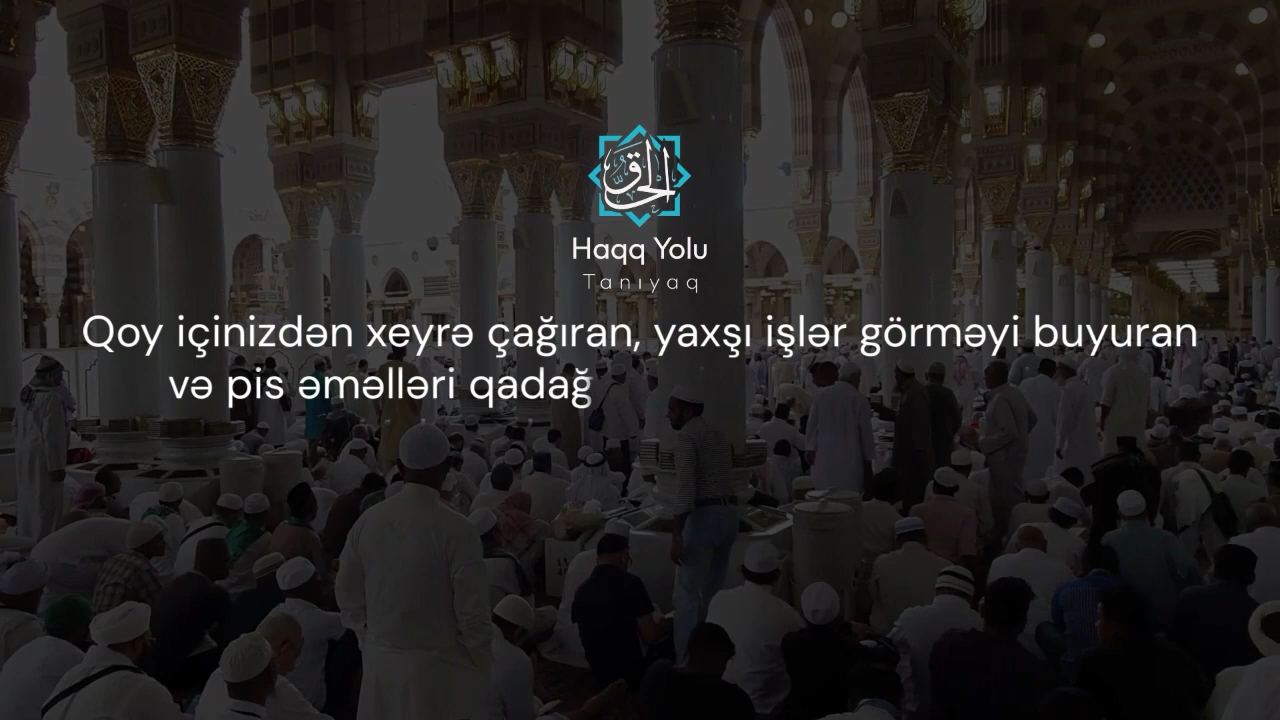 الحق
Haqq Yolu
Tanıyaq
Qoy içinizdən xeyrə çağıran, yaxşı işlər görməyi buyuran
və pis əməlləri qadağ